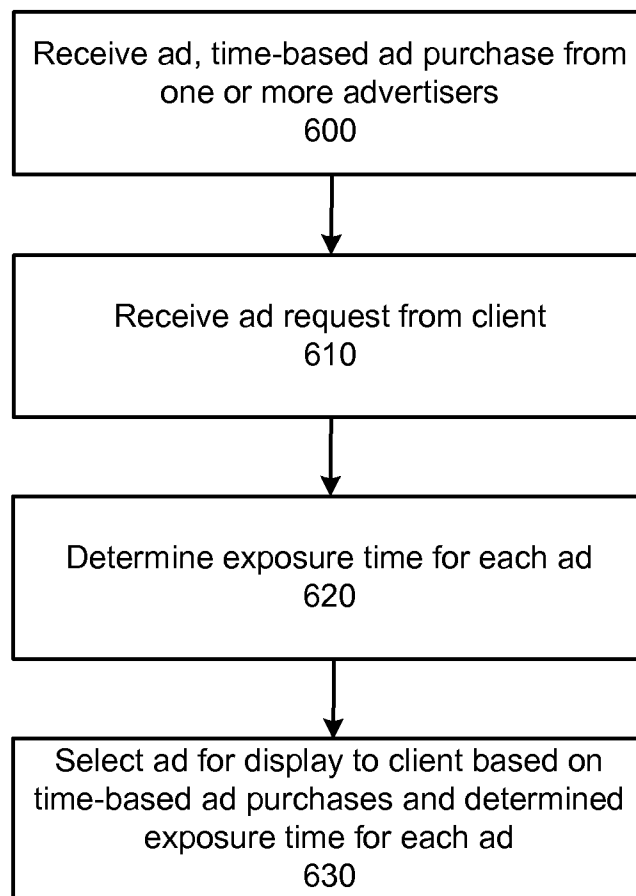 Receive ad, time-based ad purchase from
one or more advertisers
600
Receive ad request from client
610
Determine exposure time for each ad
620
Select ad for display to client based on
time-based ad purchases and determined
exposure time for each ad
630